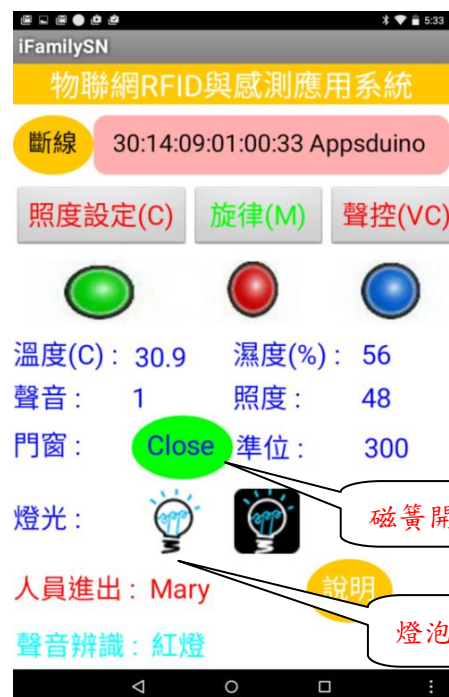 5:33
iFamilySN
物聯網RFID與感測應用系統
斷線 30:14:09:01:00:33 Appsduino
照度設定(C) 旋律(M) 聲控(VC)
溫度(C) : 30.9 濕度(%) : 56
聲音 : 1 照度 : 48
門窗 : Close 準位 : 300
磁簧開
燈光 :
人員進出 : Mary 說明
燈泡
聲音辨識 : 紅燈